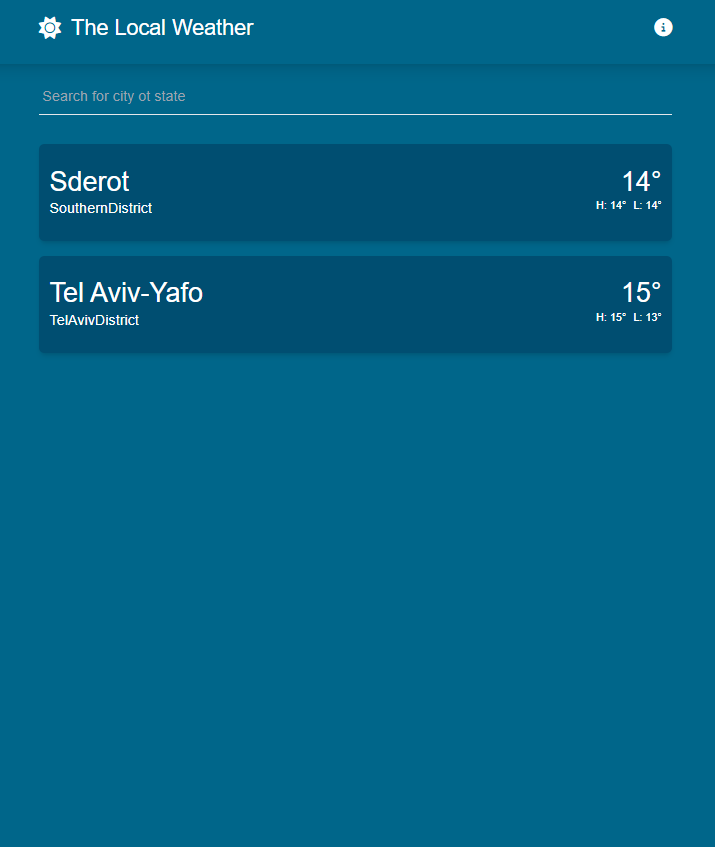 The Local Weather
Search for city ot state
Sderot
14°
SouthernDistrict
H: 14° L: 14°
Tel Aviv-Yafo
15°
TelAvivDistrict
H: 15° L: 13°